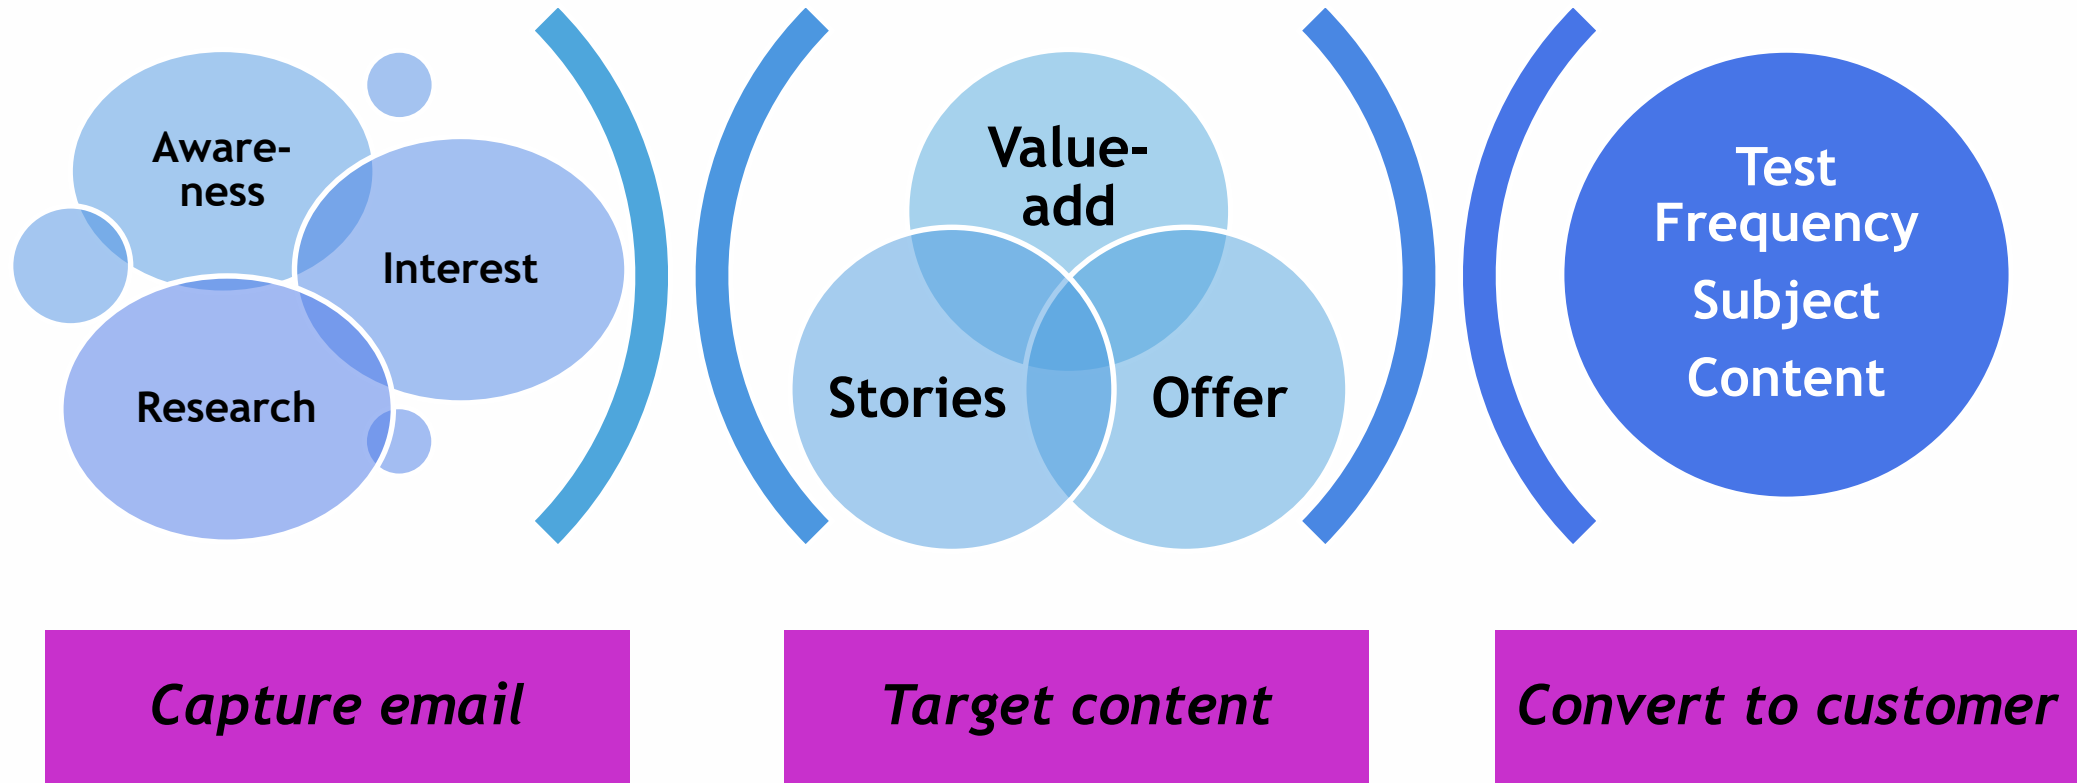 Aware-
ness
Interest
Research
Value-
add
Stories
Offer
Test
Frequency
Subject
Content
Capture email
Target content
Convert to customer